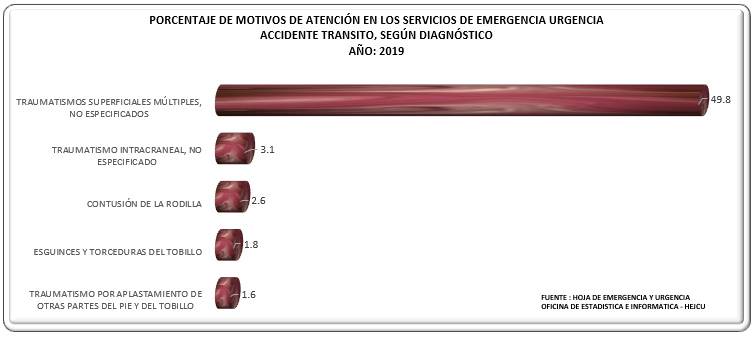 PORCENTAJE DE MOTIVOS DE ATENCIÓN EN LOS SERVICIOS DE EMERGENCIA URGENCIA
ACCIDENTE TRANSITO, SEGÚN DIAGNÓSTICO
AÑO: 2019
TRAUMATISMOS SUPERFICIALES MÚLTIPLES,
NO ESPECIFICADOS
49.8
TRAUMATISMO INTRACRANEAL, NO
ESPECIFICADO
3.1
CONTUSIÓN DE LA RODILLA
2.6
ESGUINCES Y TORCEDURAS DEL TOBILLO
1.8
TRAUMATISMO POR APLASTAMIENTO DE
OTRAS PARTES DEL PIE Y DEL TOBILLO
1.6
FUENTE : HOJA DE EMERGENCIA Y URGENCIA
OFICINA DE ESTADISTICA E INFORMATICA - HEJCU